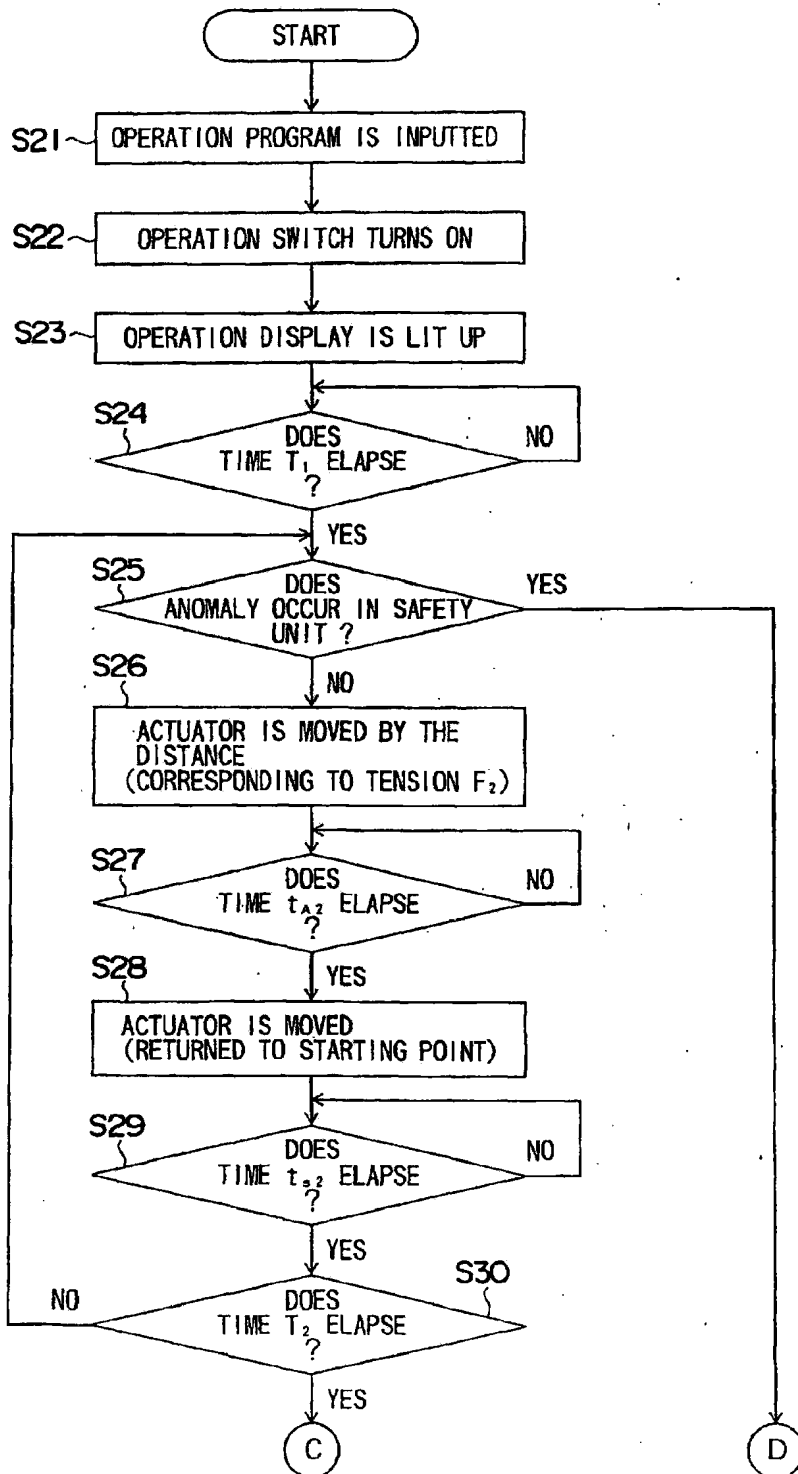 START
S21
OPERATION PROGRAM IS INPUTTED
S22
OPERATION SWITCH TURNS ON
S23
OPERATION DISPLAY IS LIT UP
S24
DOES
TIME T₁ ELAPSE
?
NO
YES
S25
DOES
ANOMALY OCCUR IN SAFETY
UNIT ?
YES
NO
S26
ACTUATOR IS MOVED BY THE
DISTANCE
(CORRESPONDING TO TENSION F₂)
S27
DOES
TIME t_A₂ ELAPSE
?
NO
YES
S28
ACTUATOR IS MOVED
(RETURNED TO STARTING POINT)
S29
DOES
TIME tₛ₂ ELAPSE
?
NO
YES
S30
DOES
TIME T₂ ELAPSE
?
NO
YES
C
D